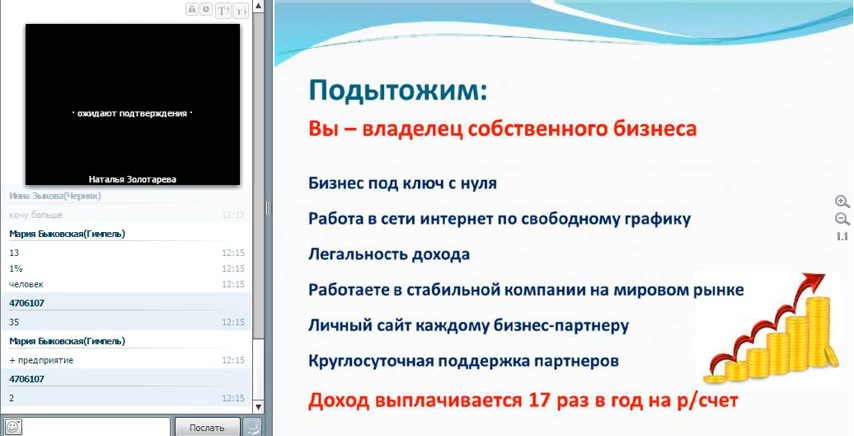 · ожидают подтверждения ·
Наталья Золотарева
Инна Зыкова(Черняк)
хочу больше 12:13
Мария Быковская(Гимпель)
13 12:15
1% 12:15
человек 12:15
4706107
35 12:15
Мария Быковская(Гимпель)
+ предприятие 12:15
4706107
2 12:15
Послать
Подытожим:
Вы – владелец собственного бизнеса
Бизнес под ключ с нуля
Работа в сети интернет по свободному графику
Легальность дохода
Работаете в стабильной компании на мировом рынке
Личный сайт каждому бизнес-партнеру
Круглосуточная поддержка партнеров
Доход выплачивается 17 раз в год на р/счет
1.1